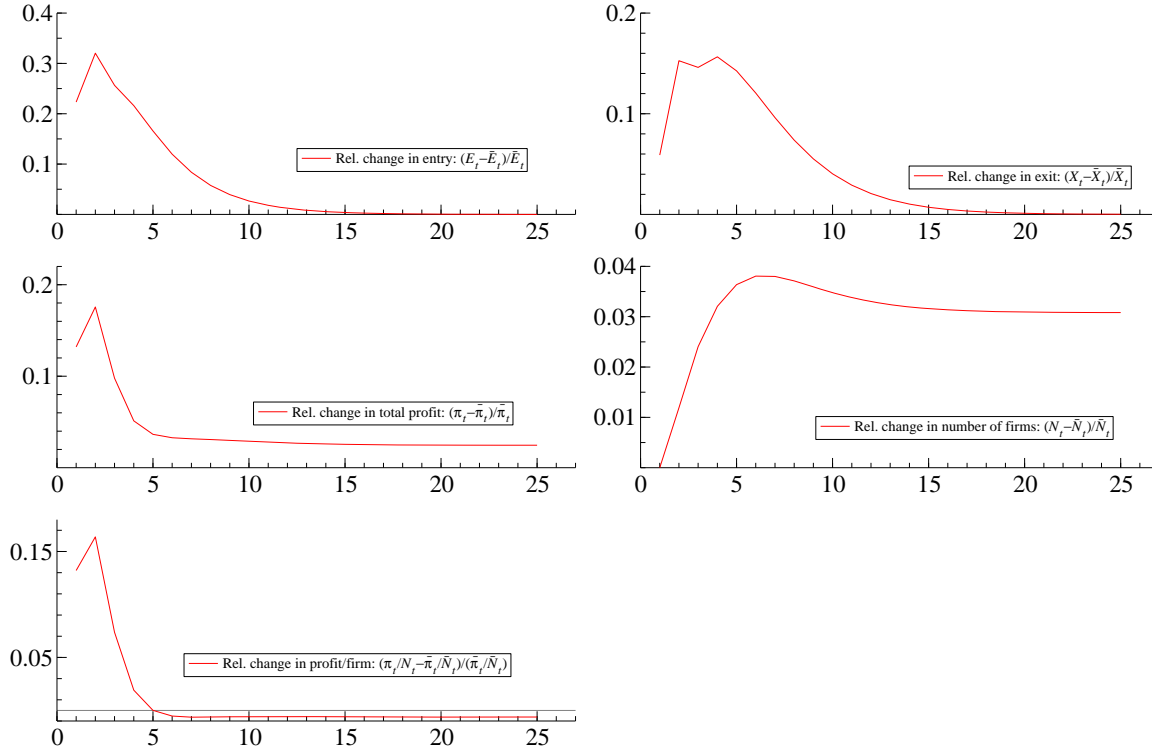 0.4
0.3
0.2
0.1
Rel. change in entry: (E_t−Ē_t)/Ē_t
0 5 10 15 20 25
0.2
0.1
Rel. change in exit: (X_t−X̄_t)/X̄_t
0 5 10 15 20 25
0.2
0.1
Rel. change in total profit: (π_t−π̄_t)/π̄_t
0 5 10 15 20 25
0.04
0.03
0.02
0.01
Rel. change in number of firms: (N_t−N̄_t)/N̄_t
0 5 10 15 20 25
0.15
0.05
Rel. change in profit/firm: (π_t/N_t−π̄_t/N̄_t)/(π̄_t/N̄_t)
0 5 10 15 20 25